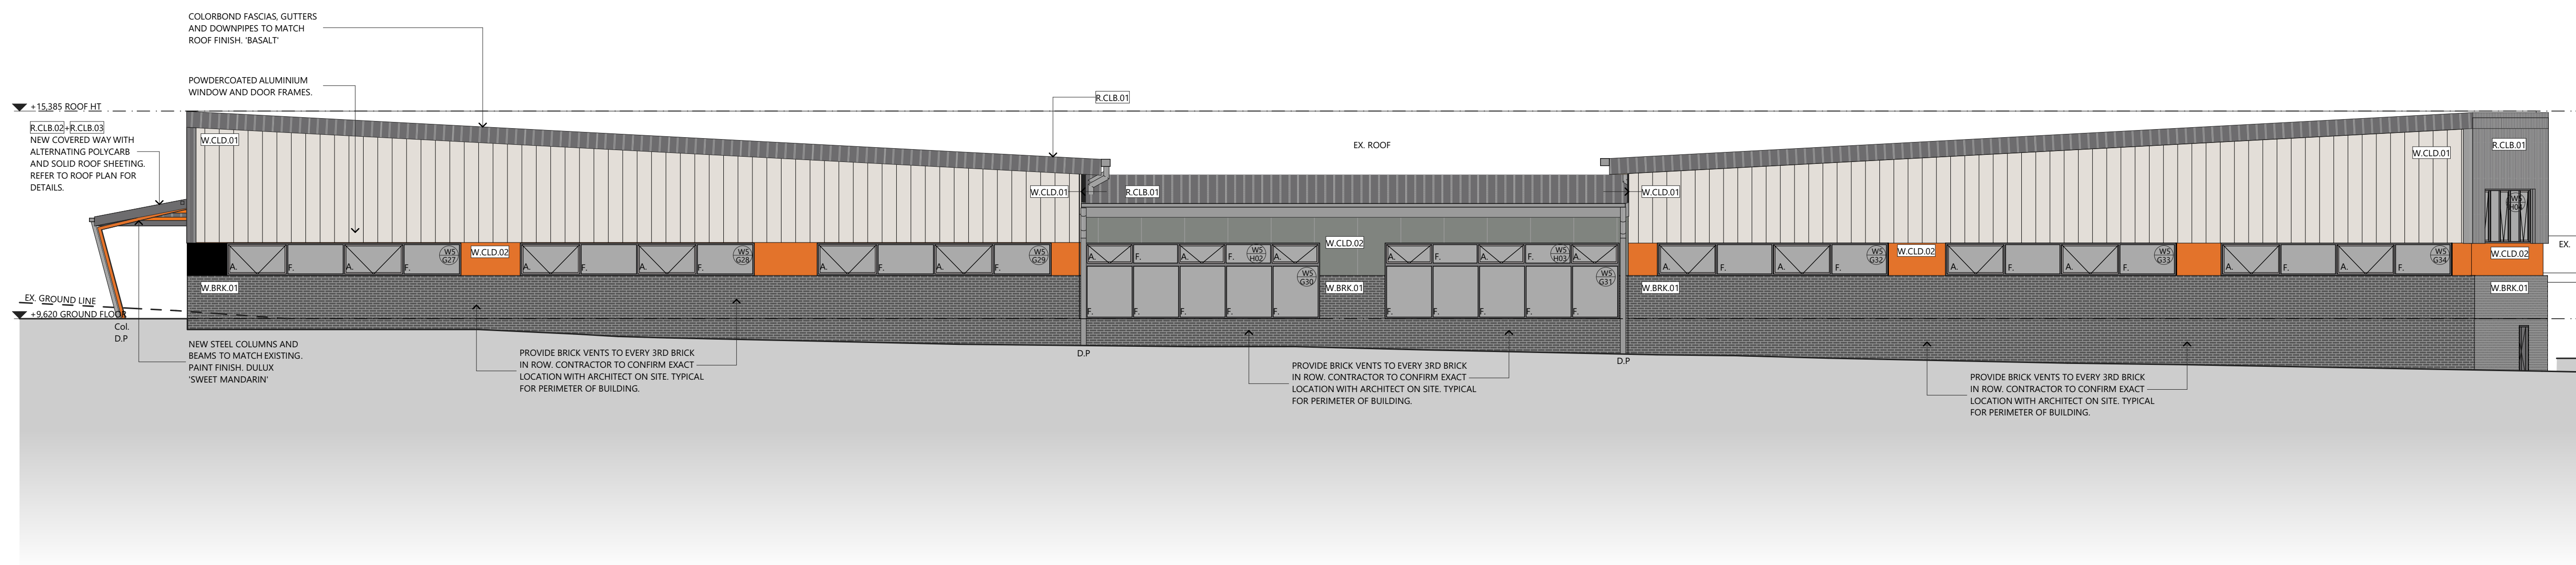 COLORBOND FASCIAS, GUTTERS
AND DOWNPIPES TO MATCH
ROOF FINISH. 'BASALT'
POWDERCOATED ALUMINIUM
WINDOW AND DOOR FRAMES.
+15,385 ROOF HT
R.CLB.02+R.CLB.03
NEW COVERED WAY WITH
ALTERNATING POLYCARB
AND SOLID ROOF SHEETING.
REFER TO ROOF PLAN FOR
DETAILS.
R.CLB.01
EX. ROOF
W.CLD.01
W.CLD.01
R.CLB.01
W.CLD.01
W.CLD.01
R.CLB.01
WS H04
A. F. A. F. WS G27
W.CLD.02
A. F. A. F. WS G28
A. F. A. F. WS G29
A. F. A. F. WS H02 A.
W.CLD.02
A. F. A. F. WS H03 A.
A. F. A. F. WS G32
W.CLD.02
A. F. A. F. WS G33
A. F. A. F. WS G34
W.CLD.02
EX.
W.BRK.01
F. F. F. F. F. WS G30
W.BRK.01
F. F. F. F. F. WS G31
W.BRK.01
W.BRK.01
EX. GROUND LINE
+9,620 GROUND FLOOR
Col.
D.P
D.P
D.P
NEW STEEL COLUMNS AND
BEAMS TO MATCH EXISTING.
PAINT FINISH. DULUX
'SWEET MANDARIN'
PROVIDE BRICK VENTS TO EVERY 3RD BRICK
IN ROW. CONTRACTOR TO CONFIRM EXACT
LOCATION WITH ARCHITECT ON SITE. TYPICAL
FOR PERIMETER OF BUILDING.
PROVIDE BRICK VENTS TO EVERY 3RD BRICK
IN ROW. CONTRACTOR TO CONFIRM EXACT
LOCATION WITH ARCHITECT ON SITE. TYPICAL
FOR PERIMETER OF BUILDING.
PROVIDE BRICK VENTS TO EVERY 3RD BRICK
IN ROW. CONTRACTOR TO CONFIRM EXACT
LOCATION WITH ARCHITECT ON SITE. TYPICAL
FOR PERIMETER OF BUILDING.